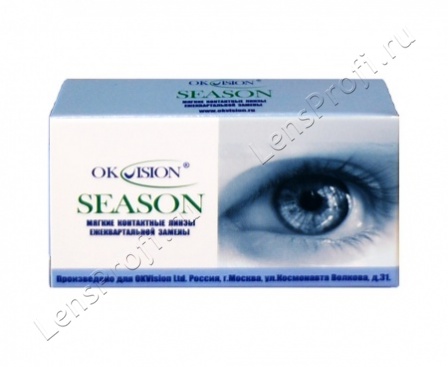 OKVISION®
SEASON
МЯГКИЕ КОНТАКТНЫЕ ЛИНЗЫ
ЕЖЕКВАРТАЛЬНОЙ ЗАМЕНЫ
www.okvision.ru
OKVISION®
SEASON
МЯГКИЕ КОНТАКТНЫЕ ЛИНЗЫ
ЕЖЕКВАРТАЛЬНОЙ ЗАМЕНЫ
Произведено для OKVision Ltd. Россия, г.Москва, ул.Космонавта Волкова, д.31.
LensProfi.ru
LensProfi.ru